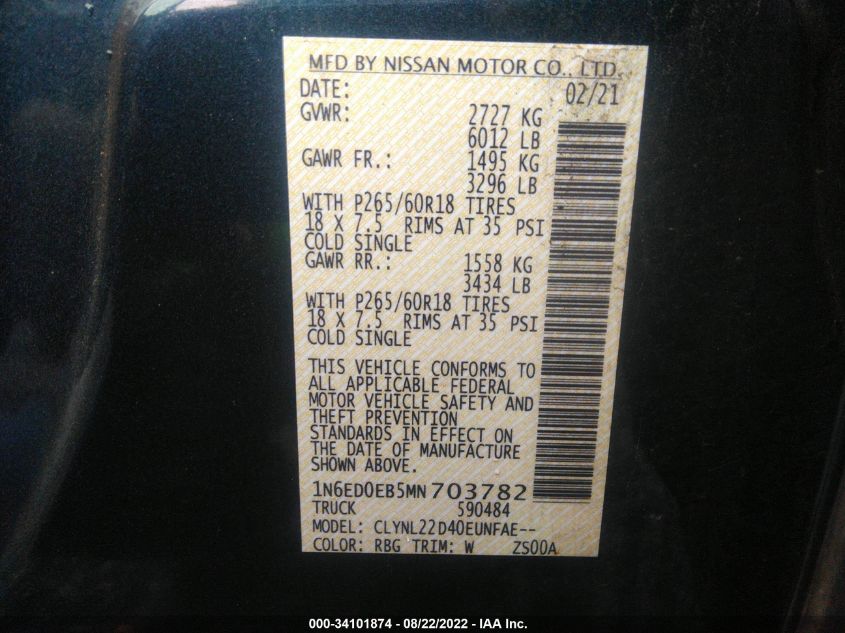 MFD BY NISSAN MOTOR CO., LTD.
DATE: 02/21
GVWR: 2727 KG
6012 LB
GAWR FR.: 1495 KG
3296 LB
WITH P265/60R18 TIRES
18 X 7.5 RIMS AT 35 PSI
COLD SINGLE
GAWR RR.: 1558 KG
3434 LB
WITH P265/60R18 TIRES
18 X 7.5 RIMS AT 35 PSI
COLD SINGLE
THIS VEHICLE CONFORMS TO
ALL APPLICABLE FEDERAL
MOTOR VEHICLE SAFETY AND
THEFT PREVENTION
STANDARDS IN EFFECT ON
THE DATE OF MANUFACTURE
SHOWN ABOVE.
1N6ED0EB5MN703782
TRUCK 590484
MODEL: CLYNL22D40EUNFAE--
COLOR: RBG TRIM: W ZS00A
000-34101874 - 08/22/2022 - IAA Inc.